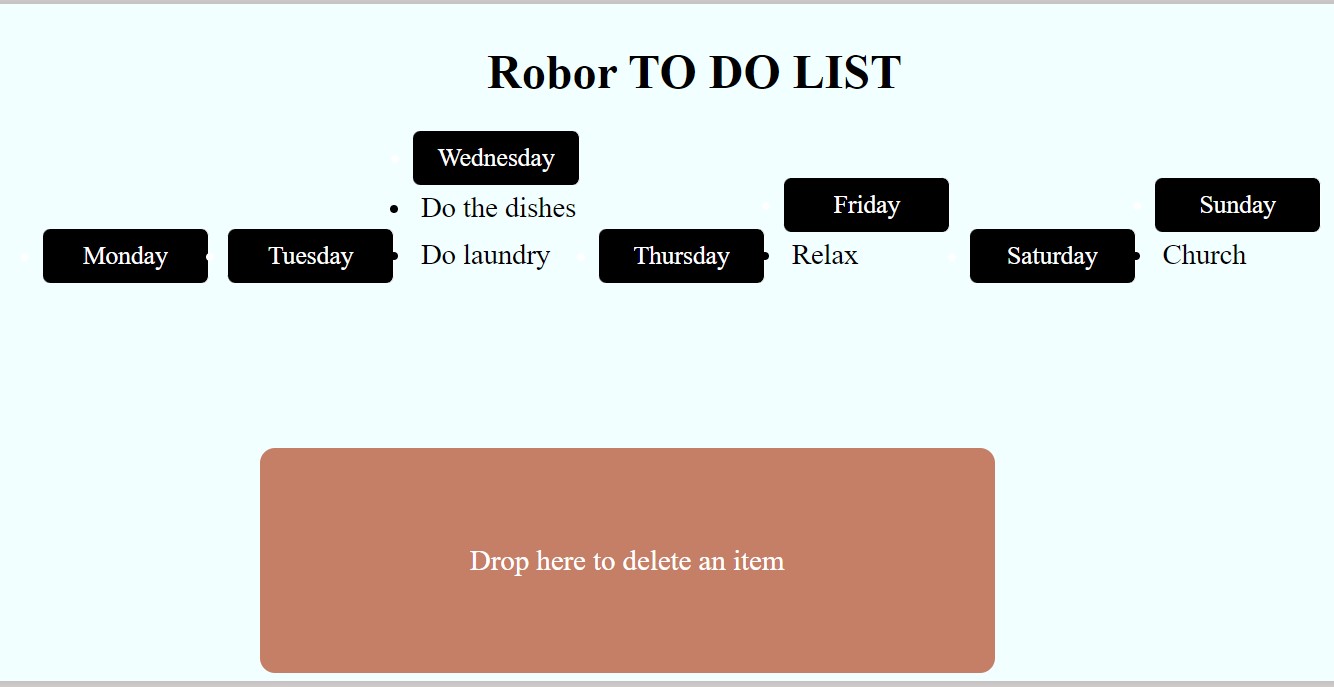 Robor TO DO LIST
Monday
Tuesday
Wednesday
Do the dishes
Do laundry
Thursday
Friday
Relax
Saturday
Sunday
Church
Drop here to delete an item